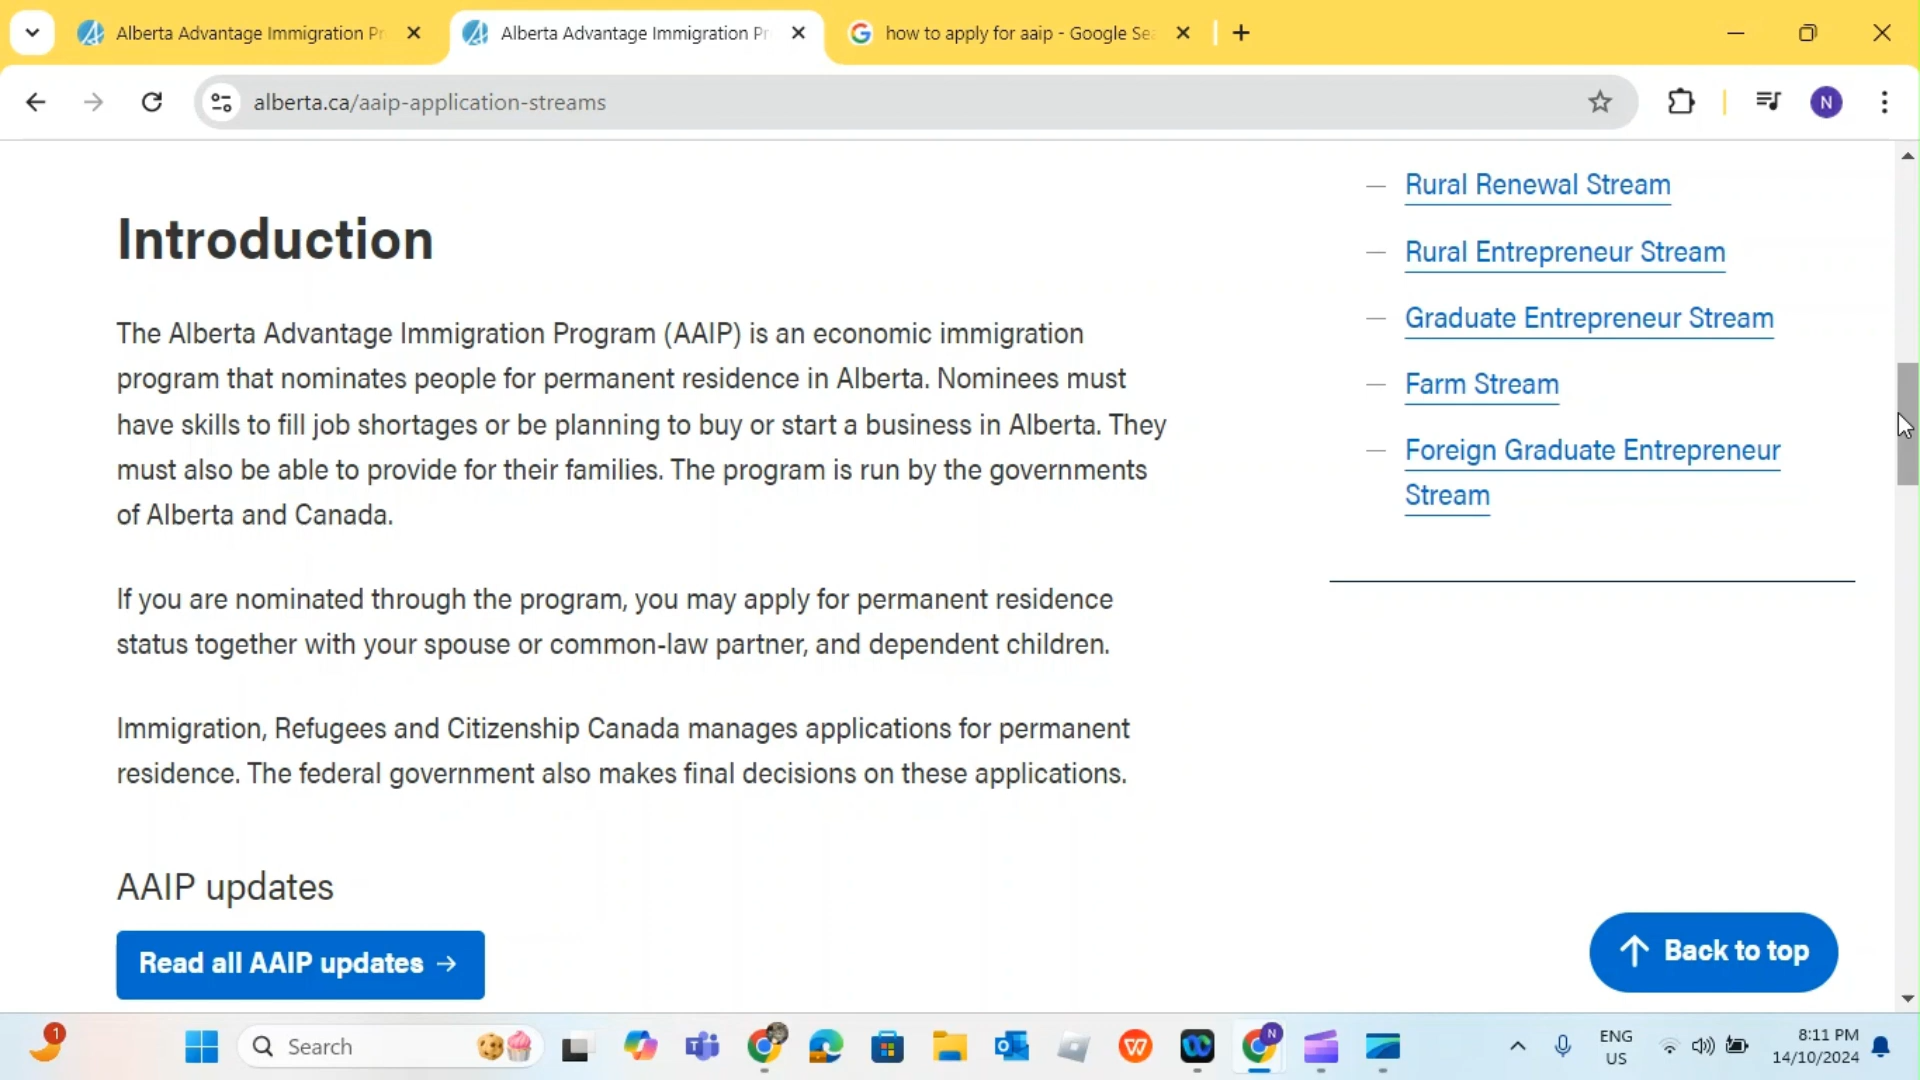 Alberta Advantage Immigration Pr
Alberta Advantage Immigration Pr
how to apply for aaip - Google Sea
alberta.ca/aaip-application-streams
N
Introduction
The Alberta Advantage Immigration Program (AAIP) is an economic immigration
program that nominates people for permanent residence in Alberta. Nominees must
have skills to fill job shortages or be planning to buy or start a business in Alberta. They
must also be able to provide for their families. The program is run by the governments
of Alberta and Canada.
If you are nominated through the program, you may apply for permanent residence
status together with your spouse or common-law partner, and dependent children.
Immigration, Refugees and Citizenship Canada manages applications for permanent
residence. The federal government also makes final decisions on these applications.
AAIP updates
Read all AAIP updates →
Rural Renewal Stream
Rural Entrepreneur Stream
Graduate Entrepreneur Stream
Farm Stream
Foreign Graduate Entrepreneur
Stream
Back to top
1
Search
W
N
ENG
US
8:11 PM
14/10/2024